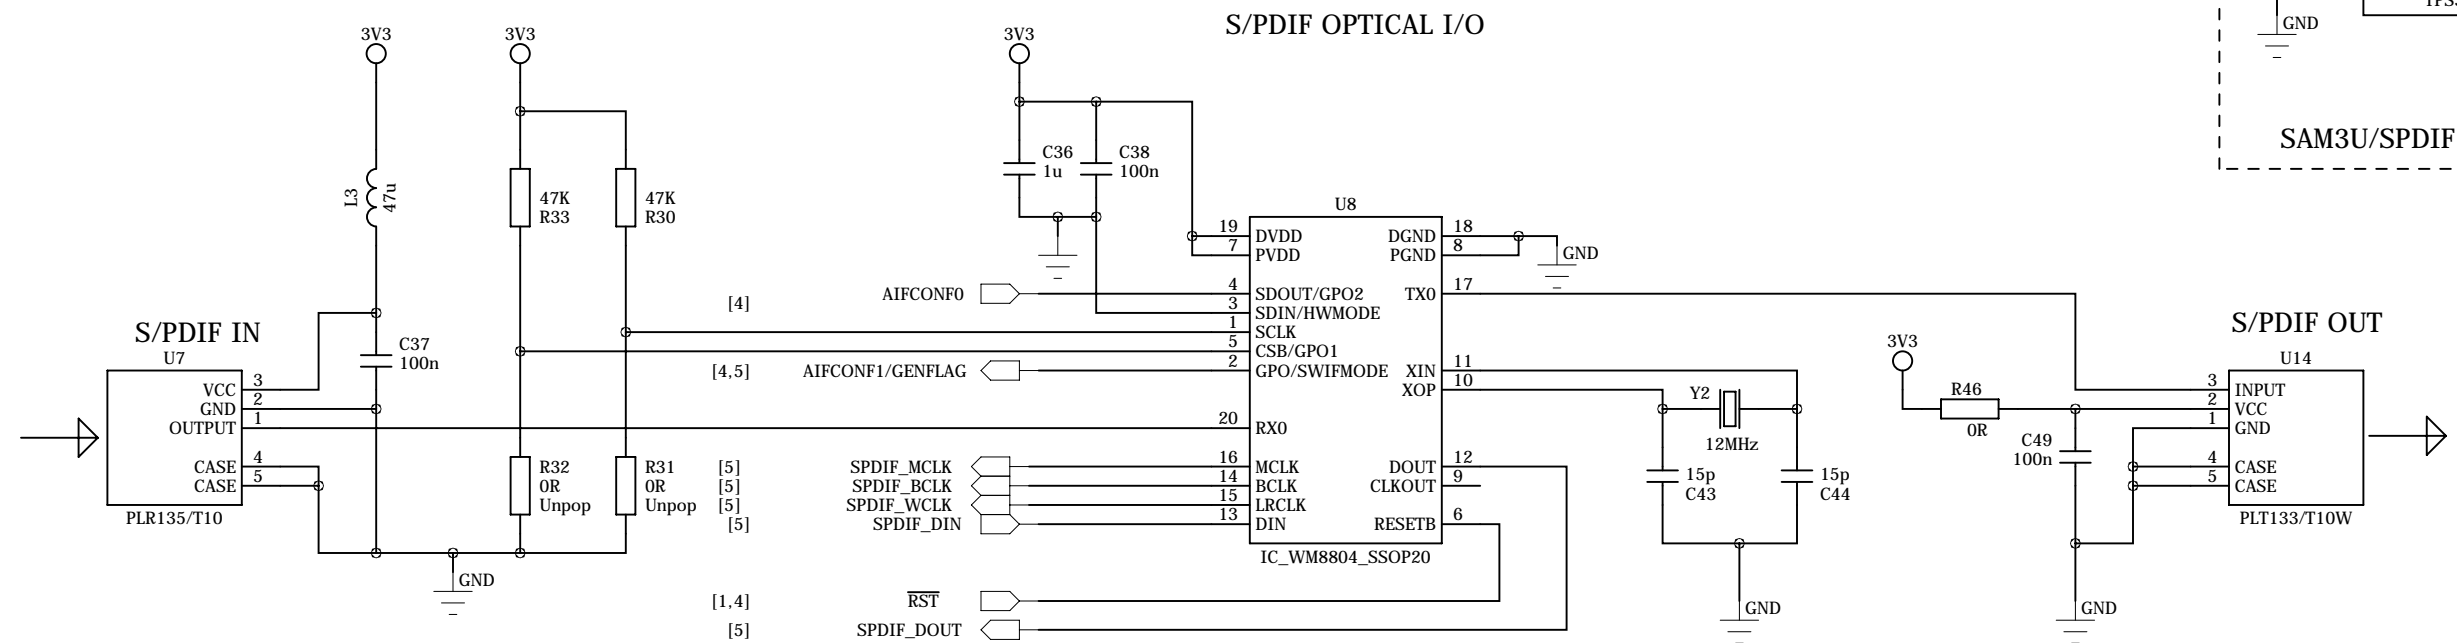 S/PDIF OPTICAL I/O
GND
SAM3U/SPDIF
3V3
3V3
3V3
L3
47u
47K
R33
47K
R30
C36
1u
C38
100n
U8
19 DVDD
7 PVDD
4 SDOUT/GPO2
3 SDIN/HWMODE
1 SCLK
5 CSB/GPO1
2 GPO/SWIFMODE
20 RX0
16 MCLK
14 BCLK
15 LRCLK
13 DIN
DGND 18
PGND 8
TX0 17
XIN 11
XOP 10
DOUT 12
CLKOUT 9
RESETB 6
IC_WM8804_SSOP20
GND
[4] AIFCONF0
[4,5] AIFCONF1/GENFLAG
S/PDIF IN
U7
VCC 3
GND 2
OUTPUT 1
CASE 4
CASE 5
PLR135/T10
C37
100n
R32
0R
Unpop
R31
0R
Unpop
[5] SPDIF_MCLK
[5] SPDIF_BCLK
[5] SPDIF_WCLK
[5] SPDIF_DIN
GND
[1,4] RST
[5] SPDIF_DOUT
Y2
12MHz
15p
C43
15p
C44
GND
3V3
R46
0R
C49
100n
GND
S/PDIF OUT
U14
3 INPUT
2 VCC
1 GND
4 CASE
5 CASE
PLT133/T10W